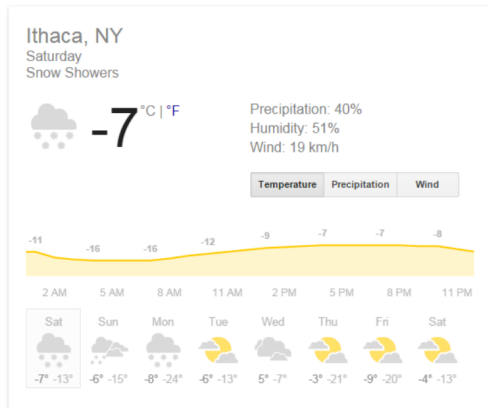 Ithaca, NY
Saturday
Snow Showers
-7 °C | °F
Precipitation: 40%
Humidity: 51%
Wind: 19 km/h
Temperature Precipitation Wind
-11 -16 -16 -12 -9 -7 -7 -8
2 AM 5 AM 8 AM 11 AM 2 PM 5 PM 8 PM 11 PM
Sat Sun Mon Tue Wed Thu Fri Sat
-7° -13° -6° -15° -8° -24° -6° -13° 5° -7° -3° -21° -9° -20° -4° -13°